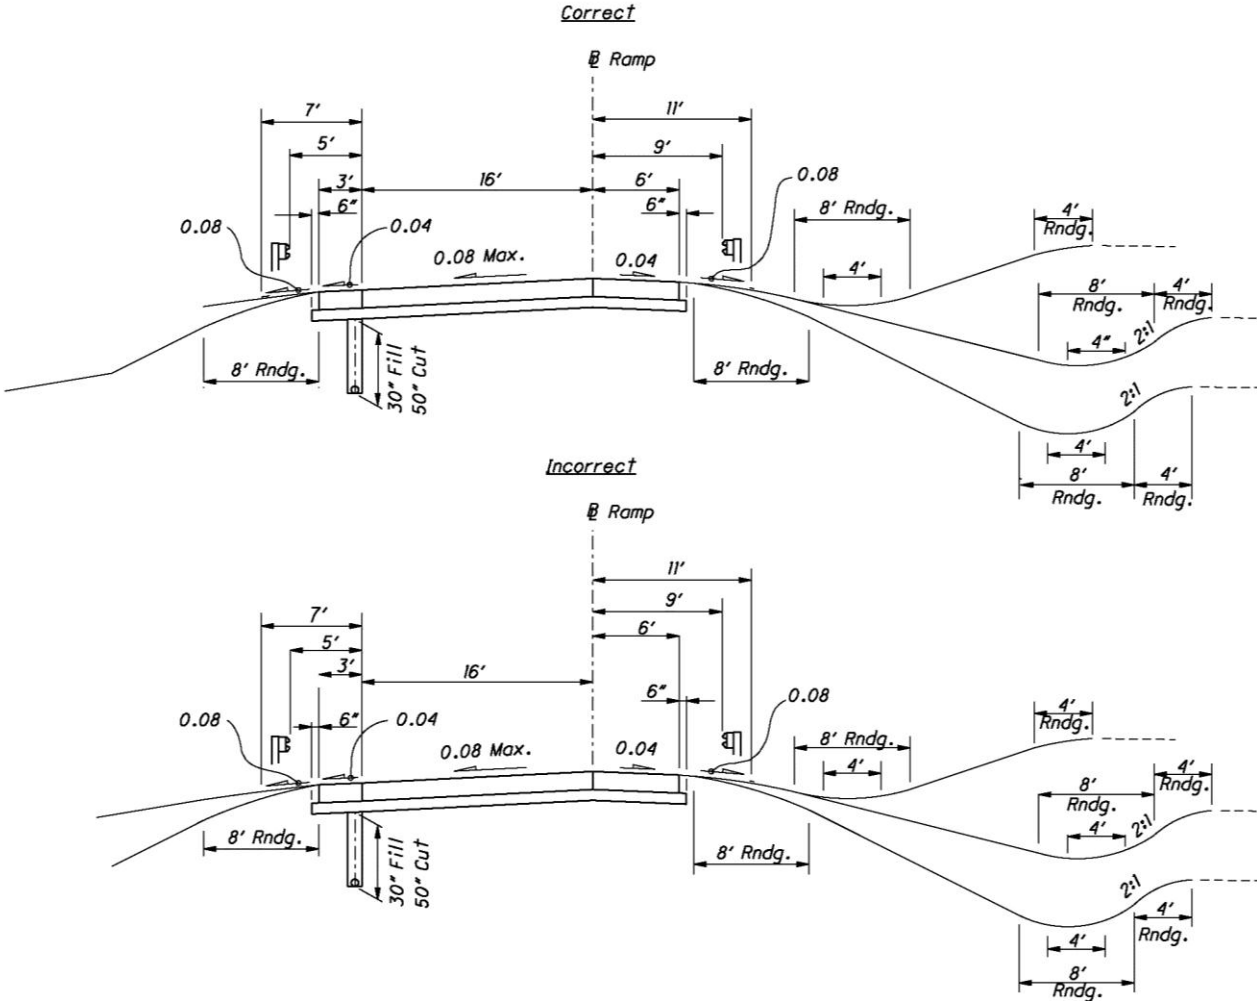 Correct
℄ Ramp
7'
11'
5'
9'
3'
16'
6'
0.08
6"
6"
8' Rndg.
4'
Rndg.
0.08
0.04
0.08 Max.
0.04
4'
8'
Rndg.
4'
Rndg.
4"
2:1
8' Rndg.
30" Fill
50" Cut
8' Rndg.
2:1
4'
8'
Rndg.
4'
Rndg.
Incorrect
℄ Ramp
11'
7'
9'
5'
6'
3'
16'
6"
0.08
6"
0.04
0.08
4'
Rndg.
0.08 Max.
0.04
8' Rndg.
4'
8'
Rndg.
4'
Rndg.
4'
2:1
8' Rndg.
30" Fill
50" Cut
8' Rndg.
2:1
4'
Rndg.
4'
8'
Rndg.